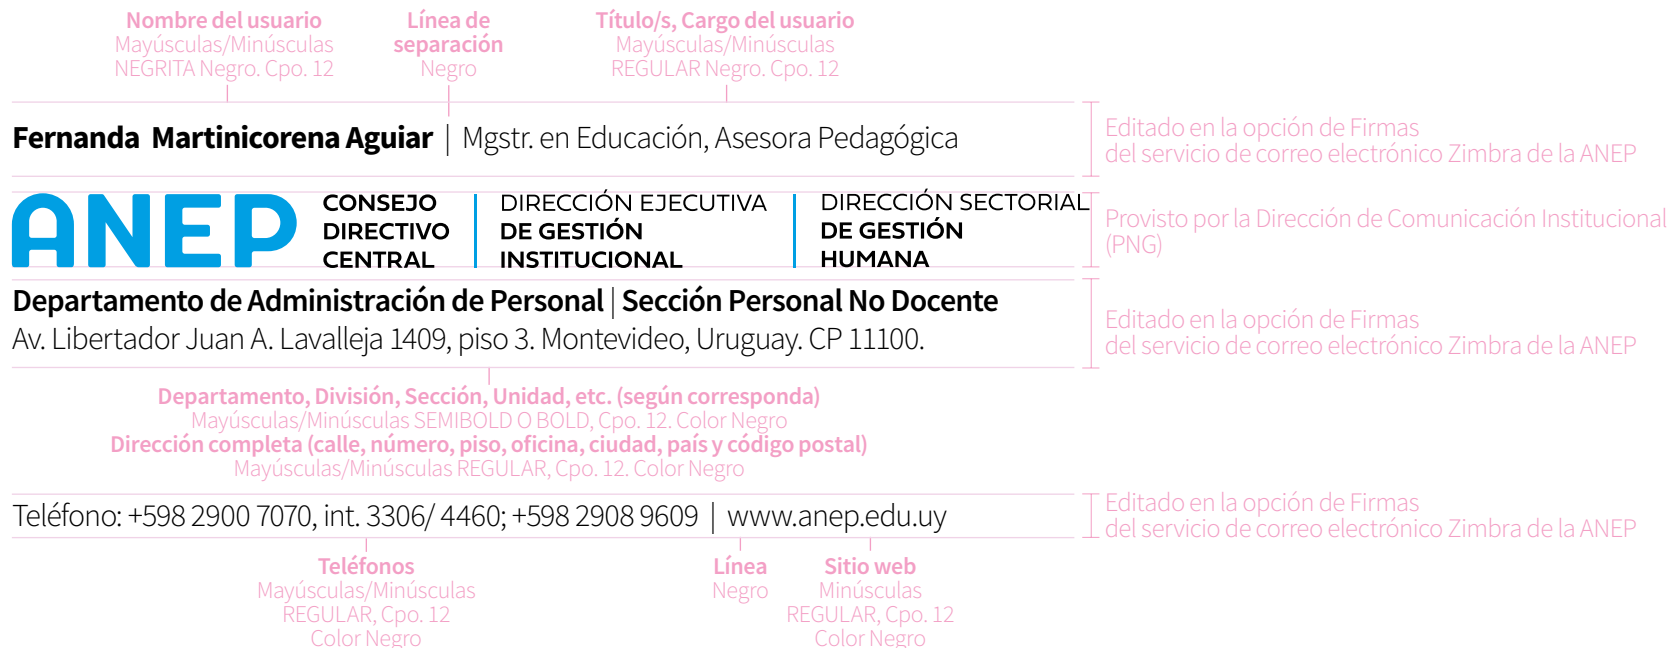 Nombre del usuario
Mayúsculas/Minúsculas
NEGRITA Negro. Cpo. 12
Línea de
separación
Negro
Título/s, Cargo del usuario
Mayúsculas/Minúsculas
REGULAR Negro. Cpo. 12
Fernanda  Martinicorena Aguiar | Mgstr. en Educación, Asesora Pedagógica
Editado en la opción de Firmas
del servicio de correo electrónico Zimbra de la ANEP
ANEP
CONSEJO
DIRECTIVO
CENTRAL
DIRECCIÓN EJECUTIVA
DE GESTIÓN
INSTITUCIONAL
DIRECCIÓN SECTORIAL
DE GESTIÓN
HUMANA
Provisto por la Dirección de Comunicación Institucional
(PNG)
Departamento de Administración de Personal | Sección Personal No Docente
Av. Libertador Juan A. Lavalleja 1409, piso 3. Montevideo, Uruguay. CP 11100.
Editado en la opción de Firmas
del servicio de correo electrónico Zimbra de la ANEP
Departamento, División, Sección, Unidad, etc. (según corresponda)
Mayúsculas/Minúsculas SEMIBOLD O BOLD, Cpo. 12. Color Negro
Dirección completa (calle, número, piso, oficina, ciudad, país y código postal)
Mayúsculas/Minúsculas REGULAR, Cpo. 12. Color Negro
Teléfono: +598 2900 7070, int. 3306/ 4460; +598 2908 9609 | www.anep.edu.uy
Editado en la opción de Firmas
del servicio de correo electrónico Zimbra de la ANEP
Teléfonos
Mayúsculas/Minúsculas
REGULAR, Cpo. 12
Color Negro
Línea
Negro
Sitio web
Minúsculas
REGULAR, Cpo. 12
Color Negro